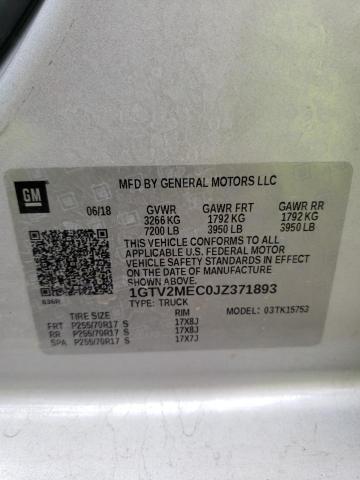 GM
MFD BY GENERAL MOTORS LLC
06/18 GVWR GAWR FRT GAWR RR
3266 KG 1792 KG 1792 KG
7200 LB 3950 LB 3950 LB
THIS VEHICLE CONFORMS TO ALL
APPLICABLE U.S. FEDERAL MOTOR
VEHICLE SAFETY STANDARDS IN EFFECT ON
THE DATE OF MANUFACTURE SHOWN ABOVE.
1GTV2MEC0JZ371893
TYPE: TRUCK MODEL: 03TK15753
TIRE SIZE RIM
FRT P255/70R17 S 17X8J
RR P255/70R17 S 17X8J
SPA P255/70R17 S 17X7J